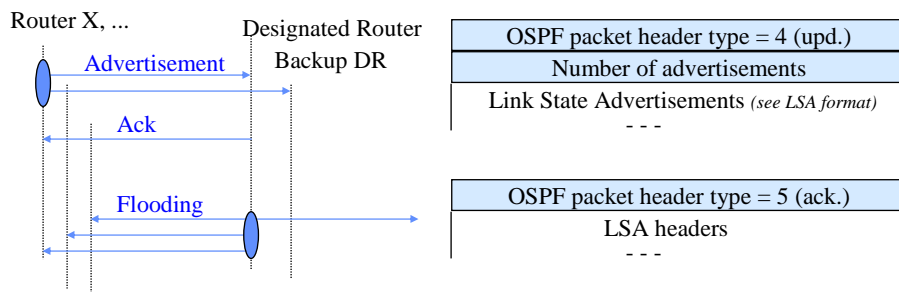 Router X, ...
Designated Router
Backup DR
Advertisement
Ack
Flooding
OSPF packet header type = 4 (upd.)
Number of advertisements
Link State Advertisements (see LSA format)
- - -
OSPF packet header type = 5 (ack.)
LSA headers
- - -